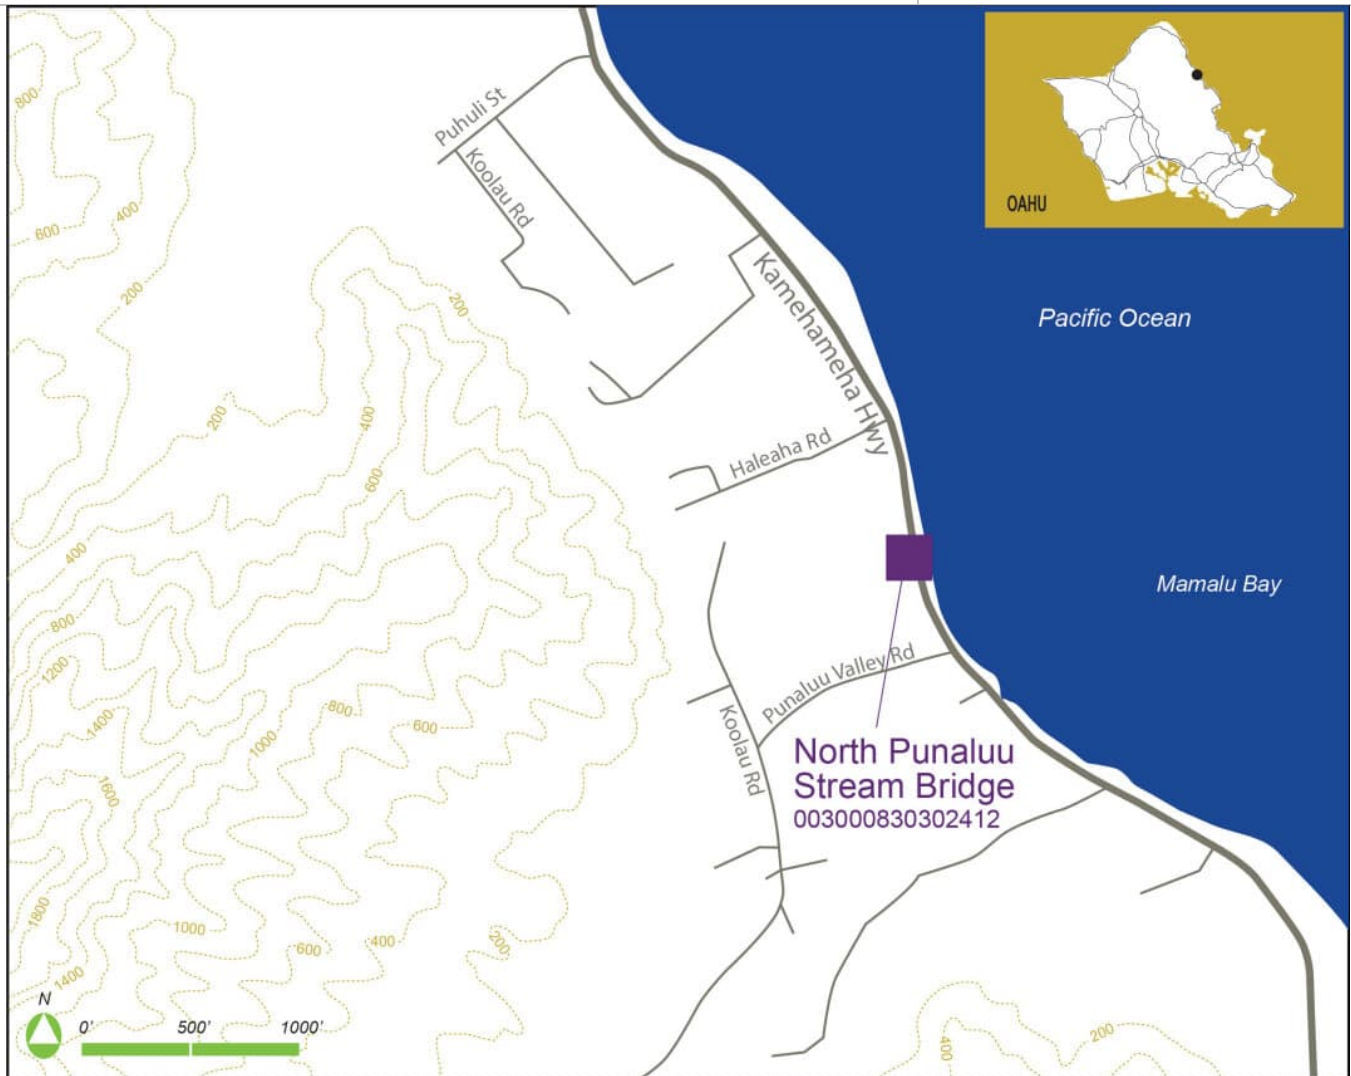 Puhuli St
Koolau Rd
Kamehameha Hwy
Haleaha Rd
Punaluu Valley Rd
Koolau Rd
North Punaluu
Stream Bridge
003000830302412
OAHU
Pacific Ocean
Mamalu Bay
800
600
400
200
200
200
400
600
400
800
1200
1400
1600
1800
1400
1000
800
600
1000
600
400
200
200
400
N
0'
500'
1000'